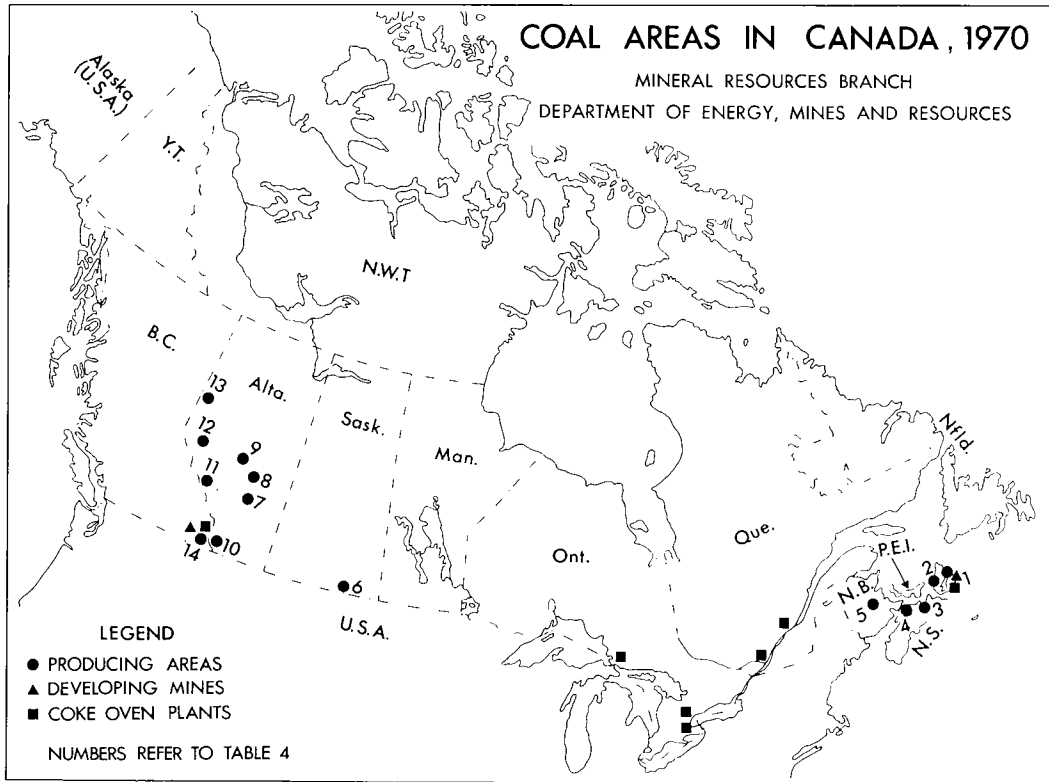 COAL AREAS IN CANADA, 1970
MINERAL RESOURCES BRANCH
DEPARTMENT OF ENERGY, MINES AND RESOURCES
Alaska
(U.S.A.)
Y.T.
N.W.T
B.C.
Alta.
Sask.
Man.
Ont.
Que.
Nfld.
P.E.I.
N.B.
N.S.
U.S.A.
13
12
11
9
8
7
14
10
6
5
4
3
2
1
LEGEND
PRODUCING AREAS
DEVELOPING MINES
COKE OVEN PLANTS
NUMBERS REFER TO TABLE 4